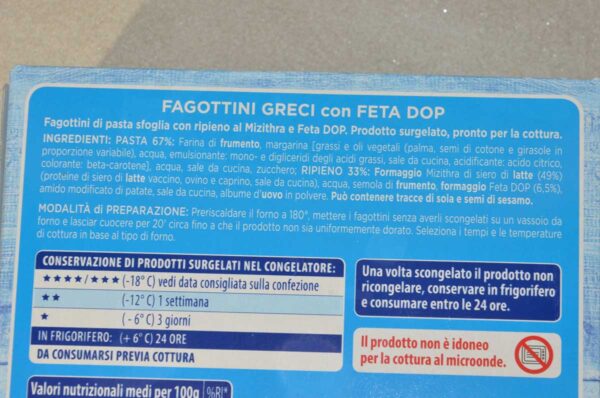 FAGOTTINI GRECI con FETA DOP
Fagottini di pasta sfoglia con ripieno al Mizithra e Feta DOP. Prodotto surgelato, pronto per la cottura.
INGREDIENTI: PASTA 67%: Farina di frumento, margarina [grassi e oli vegetali (palma, semi di cotone e girasole in
proporzione variabile), acqua, emulsionante: mono- e digliceridi degli acidi grassi, sale da cucina, acidificante: acido citrico,
colorante: beta-carotene], acqua, sale da cucina, zucchero; RIPIENO 33%: Formaggio Mizithra di siero di latte (49%)
(proteine di siero di latte vaccino, ovino e caprino, sale da cucina), acqua, semola di frumento, formaggio Feta DOP (6,5%),
amido modificato di patate, sale da cucina, albume d'uovo in polvere. Può contenere tracce di soia e semi di sesamo.
MODALITÀ di PREPARAZIONE: Preriscaldare il forno a 180°, mettere i fagottini senza averli scongelati su un vassoio da
forno e lasciar cuocere per 20' circa fino a che il prodotto non sia uniformemente dorato. Seleziona i tempi e le temperature
di cottura in base al tipo di forno.
CONSERVAZIONE DI PRODOTTI SURGELATI NEL CONGELATORE:
★★★★/★★★ (-18° C) vedi data consigliata sulla confezione
★★ (-12° C) 1 settimana
★ (- 6° C) 3 giorni
IN FRIGORIFERO: (+ 6° C) 24 ORE
DA CONSUMARSI PREVIA COTTURA
Una volta scongelato il prodotto non
ricongelare, conservare in frigorifero
e consumare entro le 24 ore.
Il prodotto non è idoneo
per la cottura al microonde.
Valori nutrizionali medi per 100g %RI*